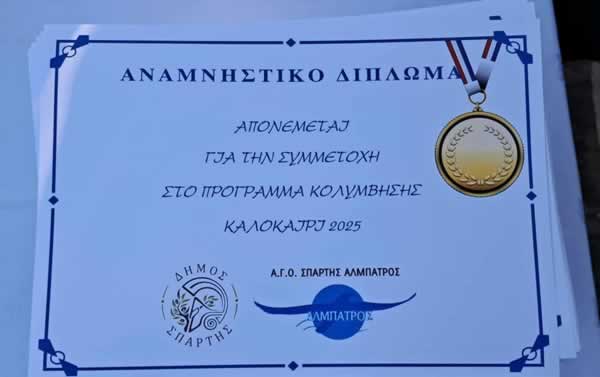 ΑΝΑΜΝΗΣΤΙΚΟ ΔΙΠΛΩΜΑ
ΑΠΟΝΕΜΕΤΑΙ
ΓΙΑ ΤΗΝ ΣΥΜΜΕΤΟΧΗ
ΣΤΟ ΠΡΟΓΡΑΜΜΑ ΚΟΛΥΜΒΗΣΗΣ
ΚΑΛΟΚΑΙΡΙ 2025
ΔΗΜΟΣ
ΣΠΑΡΤΗΣ
Α.Γ.Ο. ΣΠΑΡΤΗΣ ΑΛΜΠΑΤΡΟΣ
ΑΛΜΠΑΤΡΟΣ